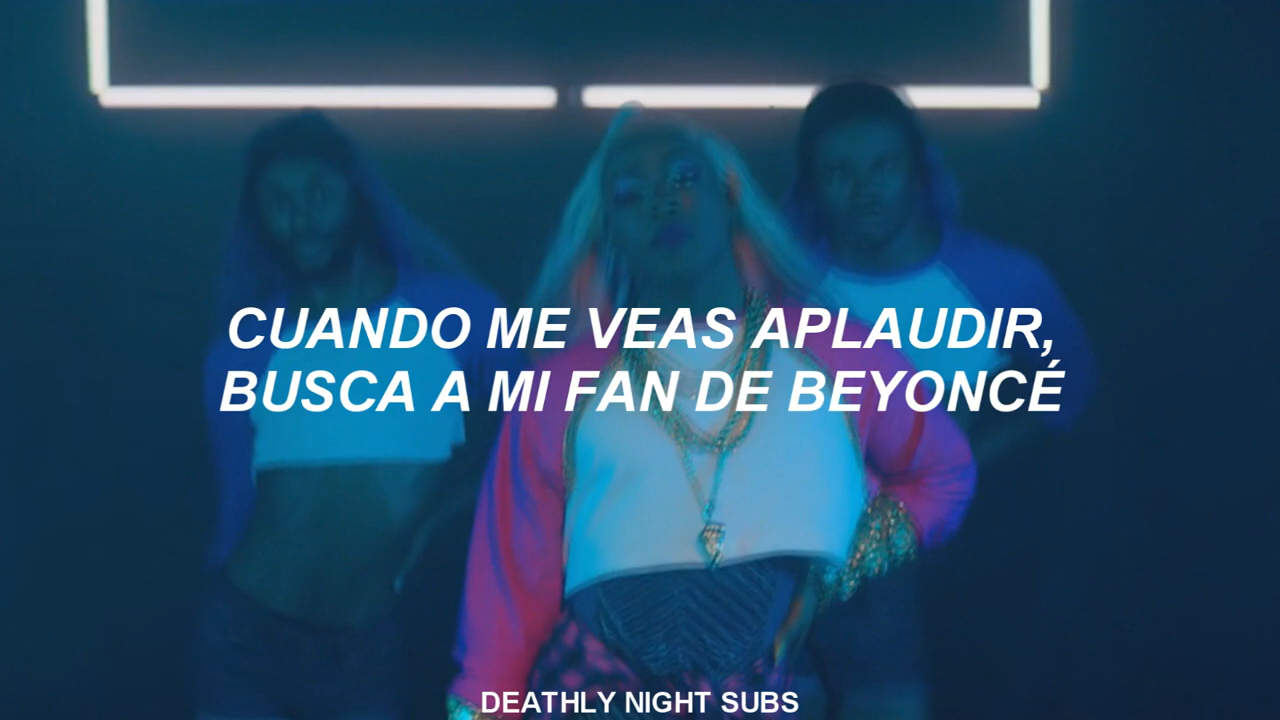 CUANDO ME VEAS APLAUDIR,
BUSCA A MI FAN DE BEYONCÉ
DEATHLY NIGHT SUBS